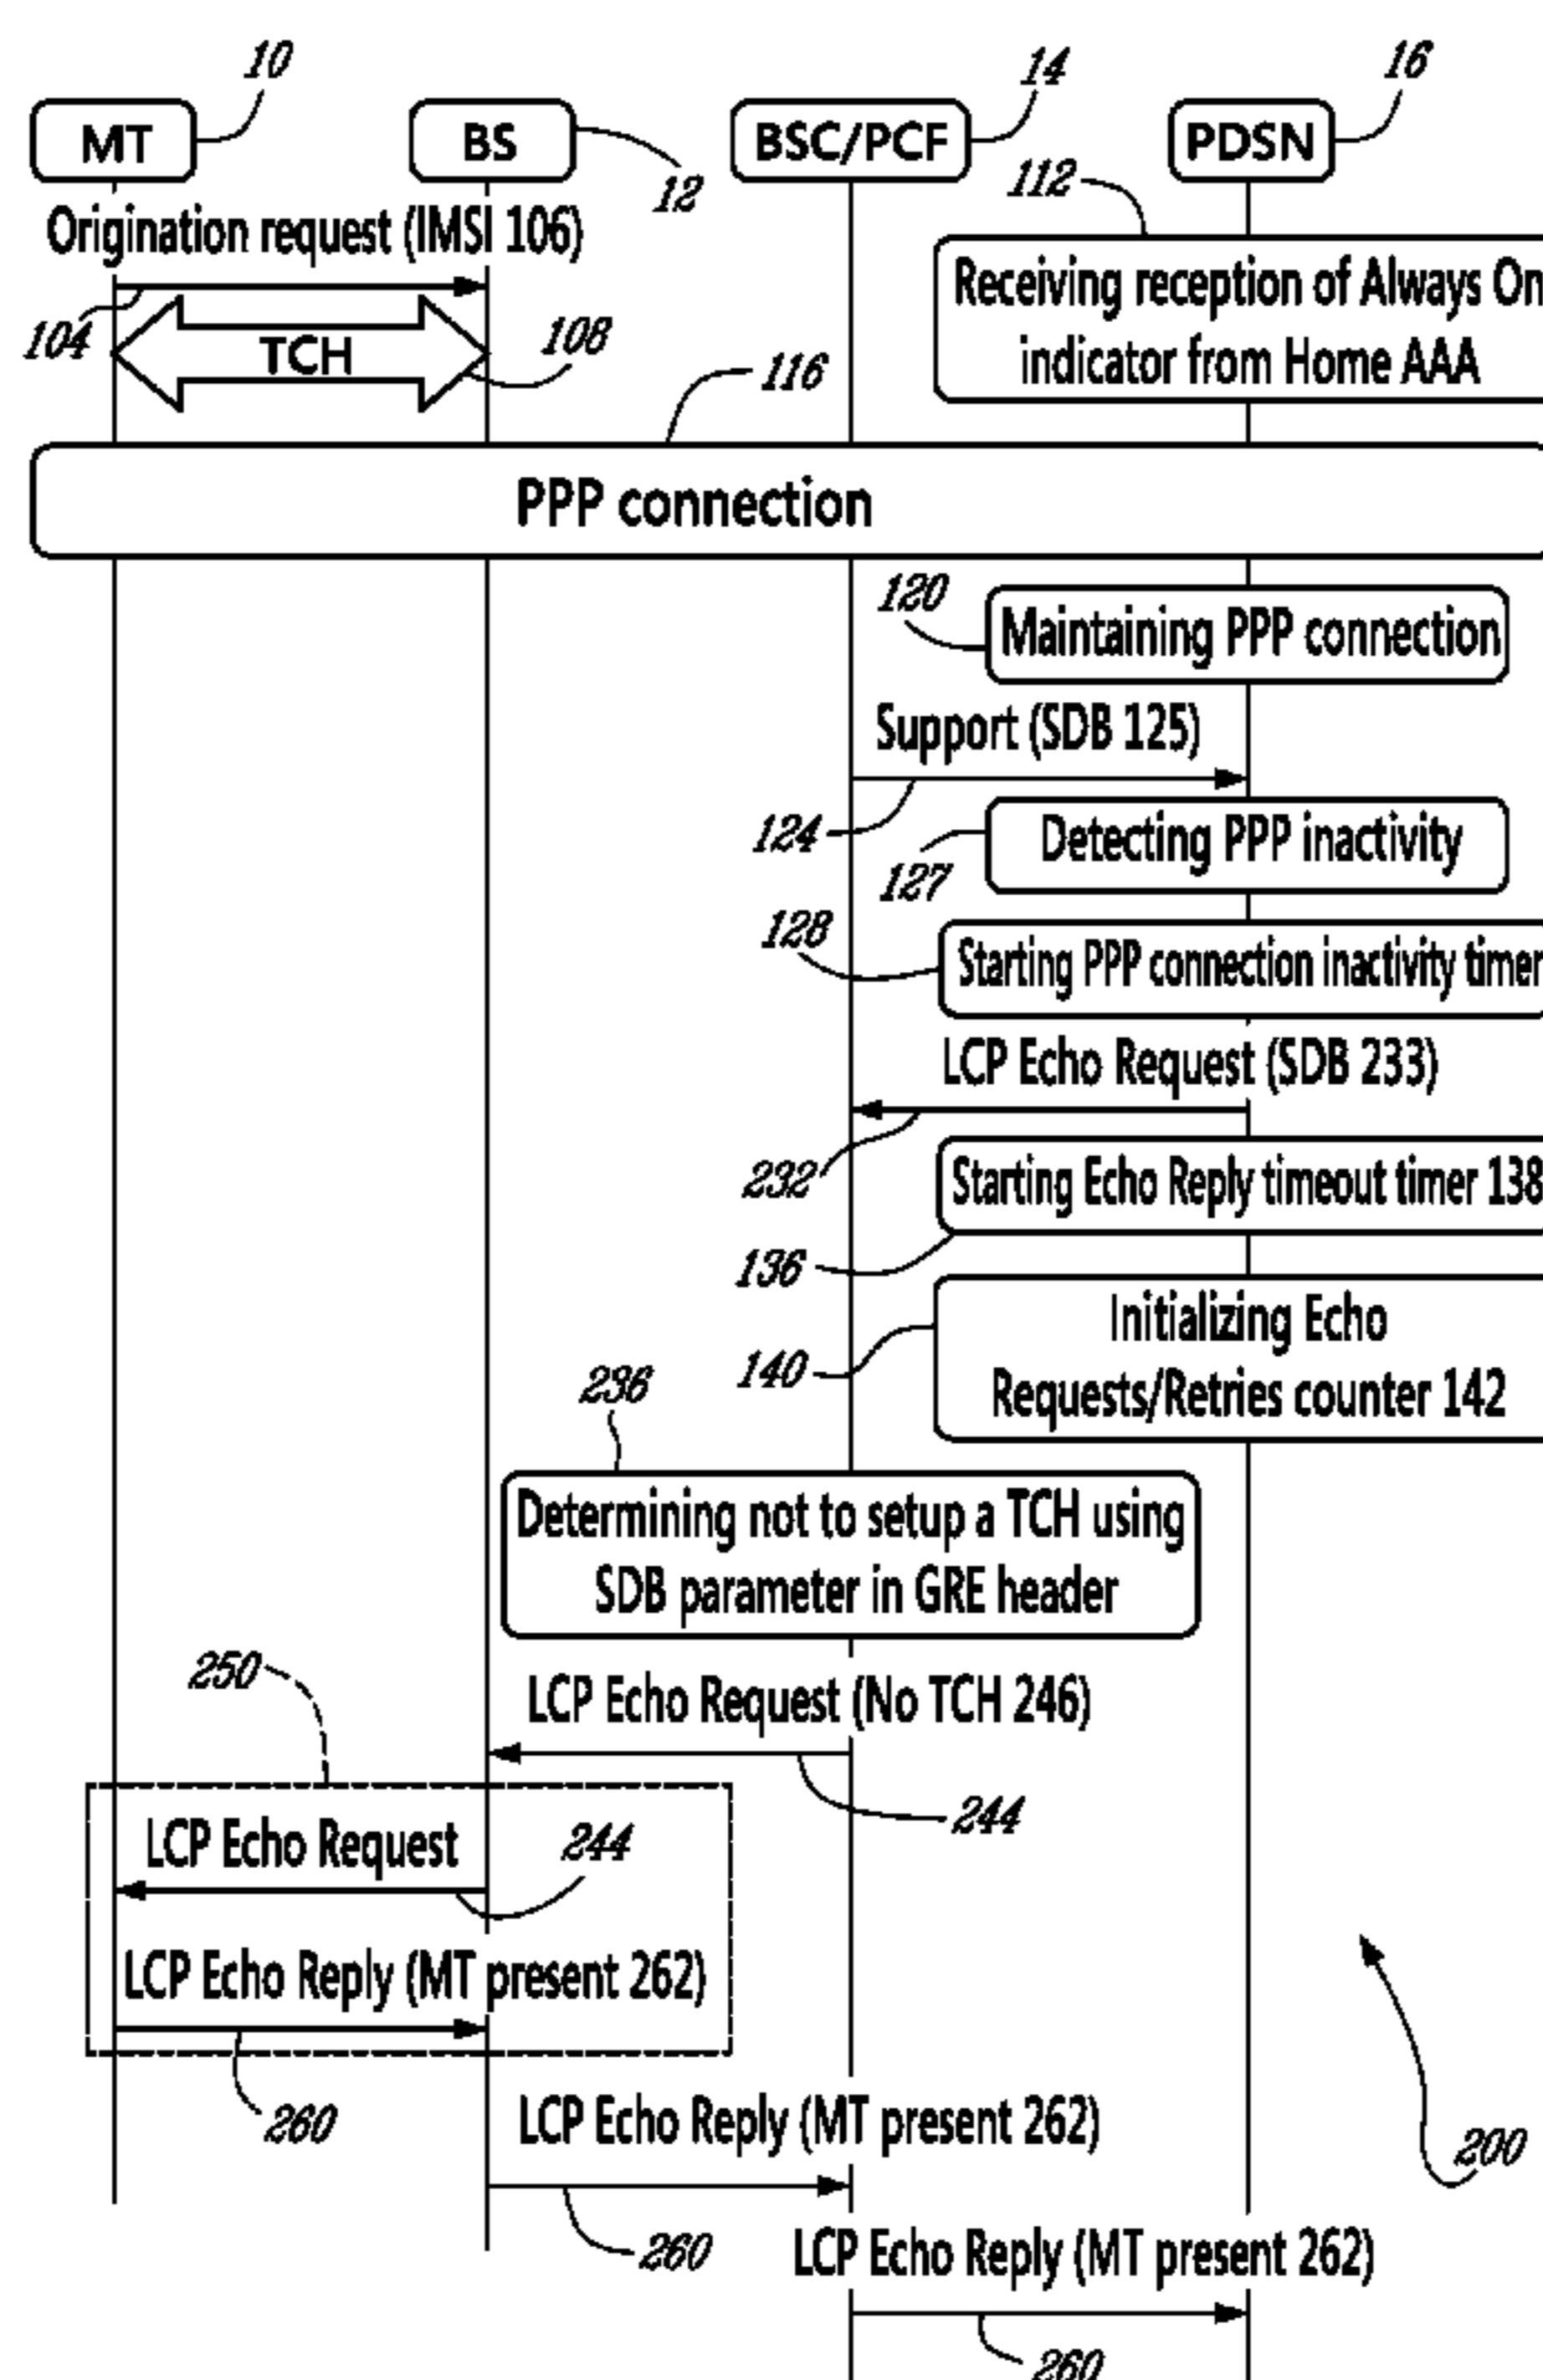 10
14
16
MT
BS
BSC/PCF
PDSN
12
112
Origination request (IMSI 106)
Receiving reception of Always On
indicator from Home AAA
104
TCH
108
116
PPP connection
120
Maintaining PPP connection
Support (SDB 125)
124
Detecting PPP inactivity
127
128
Starting PPP connection inactivity timer
LCP Echo Request (SDB 233)
232
Starting Echo Reply timeout timer 138
136
Initializing Echo
Requests/Retries counter 142
140
236
Determining not to setup a TCH using
SDB parameter in GRE header
250
LCP Echo Request (No TCH 246)
244
LCP Echo Request
244
LCP Echo Reply (MT present 262)
260
LCP Echo Reply (MT present 262)
200
260
LCP Echo Reply (MT present 262)
260